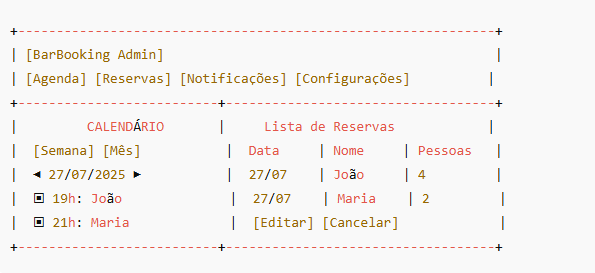 +---------------------------+----------------------------------+
| [BarBooking Admin] |
| [Agenda] [Reservas] [Notificações] [Configurações] |
+---------------------------+----------------------------------+
| CALENDÁRIO | Lista de Reservas |
| [Semana] [Mês] | Data | Nome | Pessoas |
| ◄ 27/07/2025 ► | 27/07 | João | 4 |
| ▣ 19h: João | 27/07 | Maria | 2 |
| ▣ 21h: Maria | [Editar] [Cancelar] |
+---------------------------+----------------------------------+